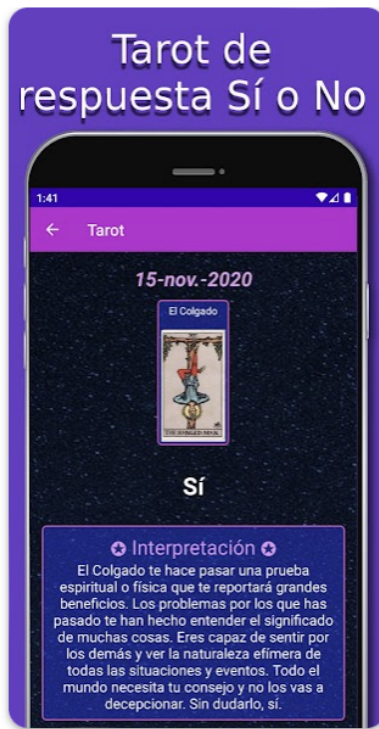 Tarot de
respuesta Sí o No
1:41
Tarot
15-nov.-2020
El Colgado
THE HANGED MAN.
Sí
Interpretación
El Colgado te hace pasar una prueba
espiritual o física que te reportará grandes
beneficios. Los problemas por los que has
pasado te han hecho entender el significado
de muchas cosas. Eres capaz de sentir por
los demás y ver la naturaleza efímera de
todas las situaciones y eventos. Todo el
mundo necesita tu consejo y no los vas a
decepcionar. Sin dudarlo, sí.